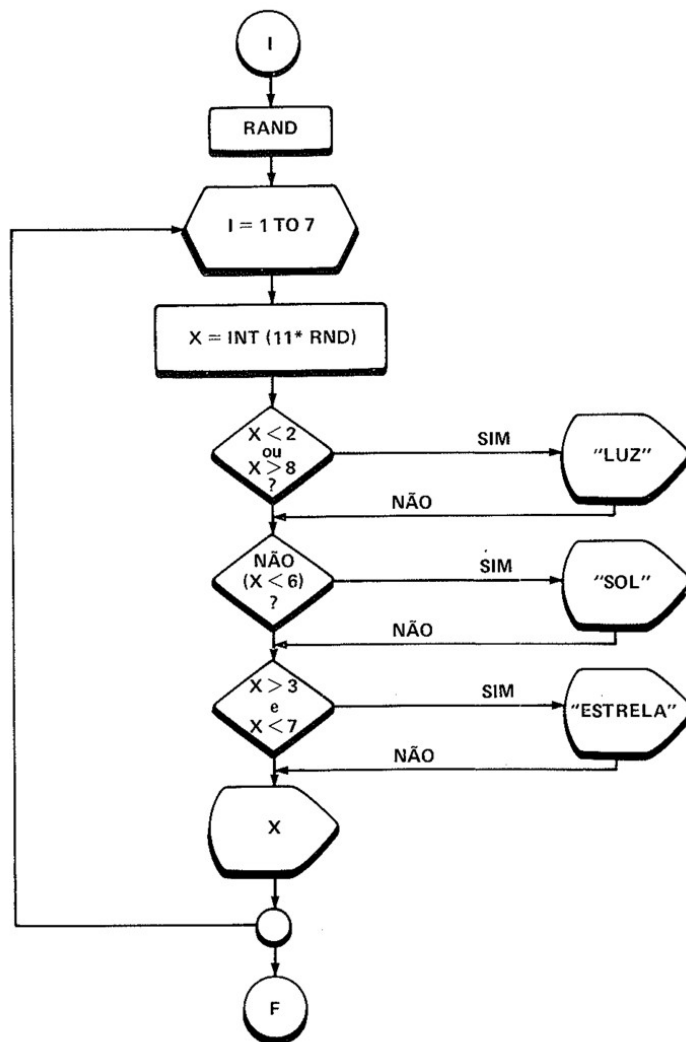 I
RAND
I = 1 TO 7
X = INT (11* RND)
X < 2
ou
X > 8
?
SIM
"LUZ"
NÃO
NÃO
(X < 6)
?
SIM
"SOL"
NÃO
X > 3
e
X < 7
SIM
"ESTRELA"
NÃO
X
F